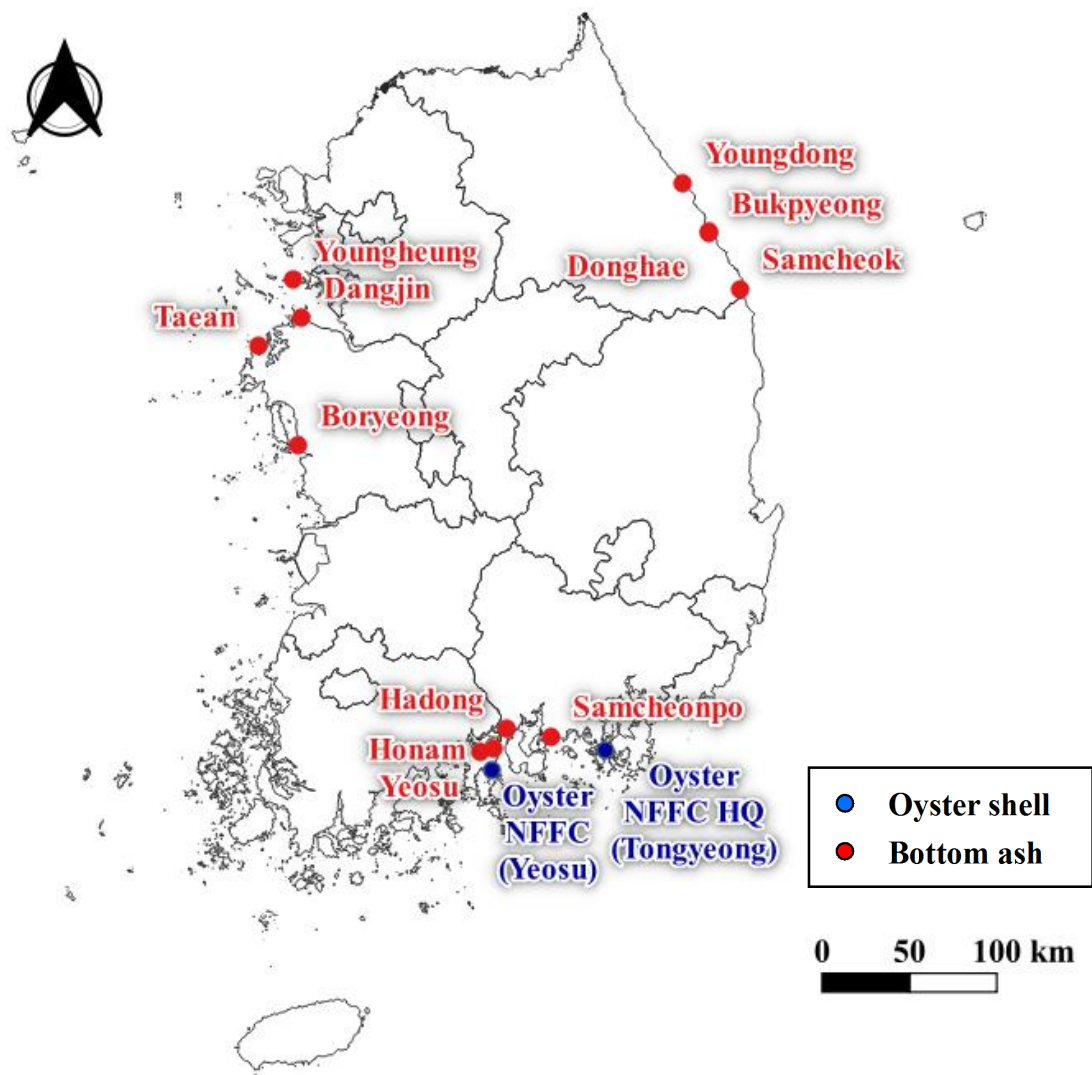 Youngdong
Bukpyeong
Samcheok
Donghae
Youngheung
Dangjin
Taean
Boryeong
Hadong
Samcheonpo
Honam
Yeosu
Oyster
NFFC
(Yeosu)
Oyster
NFFC HQ
(Tongyeong)
Oyster shell
Bottom ash
0 50 100 km